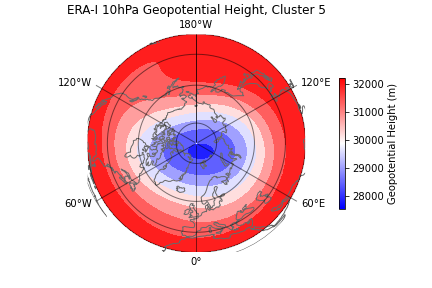 ERA-I 10hPa Geopotential Height, Cluster 5
180°W
120°W
120°E
60°W
60°E
0°
32000
31000
30000
29000
28000
Geopotential Height (m)